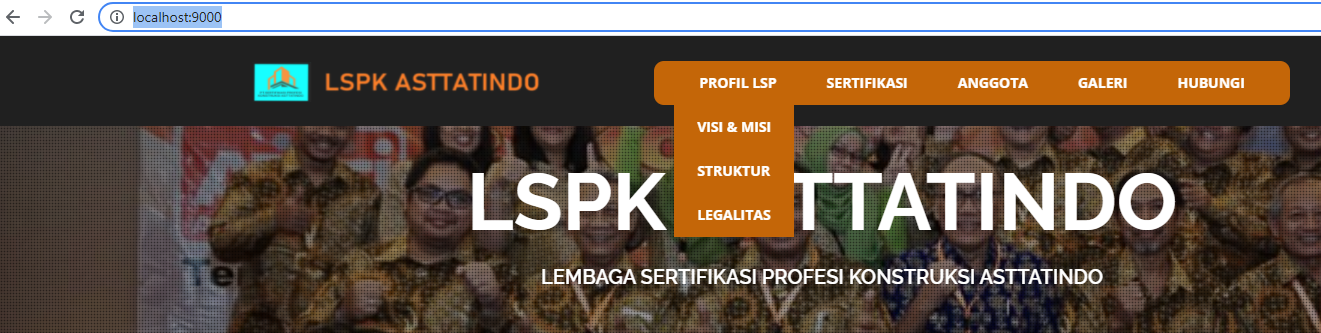 localhost:9000
LSPK ASTTATINDO
PROFIL LSP SERTIFIKASI ANGGOTA GALERI HUBUNGI
VISI & MISI
STRUKTUR
LEGALITAS
LSPK TTATINDO
LEMBAGA SERTIFIKASI PROFESI KONSTRUKSI ASTTATINDO